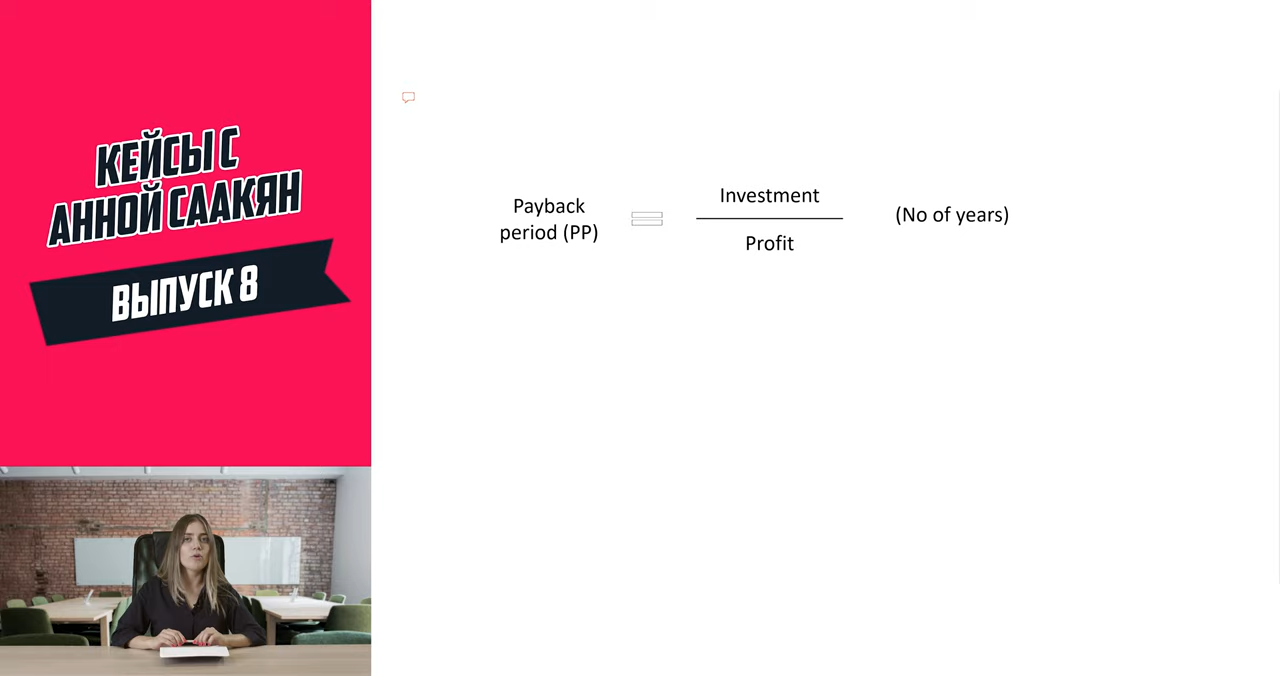 КЕЙСЫ С
АННОЙ СААКЯН
ВЫПУСК 8
Payback
period (PP)
Investment
Profit
(No of years)